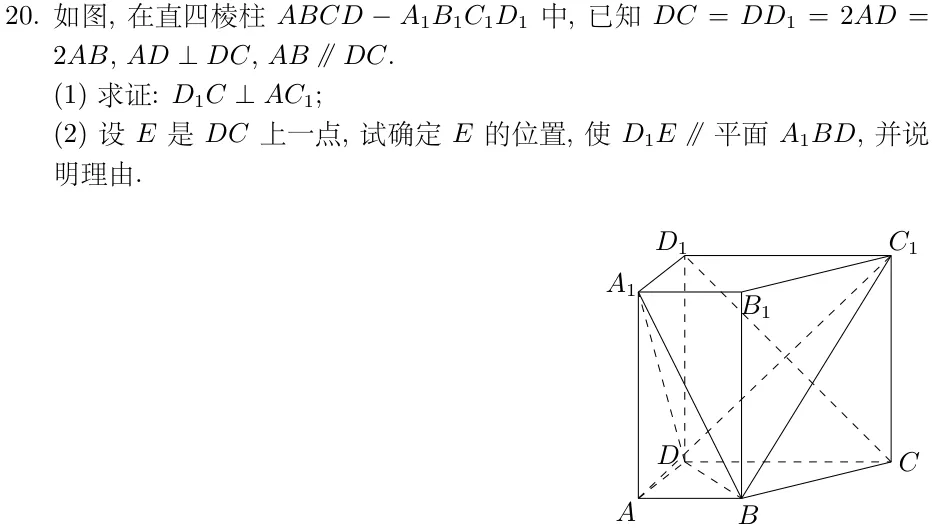 20. 如图, 在直四棱柱 ABCD − A₁B₁C₁D₁ 中, 已知 DC = DD₁ = 2AD =
2AB, AD ⊥ DC, AB ∥ DC.
(1) 求证: D₁C ⊥ AC₁;
(2) 设 E 是 DC 上一点, 试确定 E 的位置, 使 D₁E ∥ 平面 A₁BD, 并说
明理由.
D₁
C₁
A₁
B₁
D
C
A
B